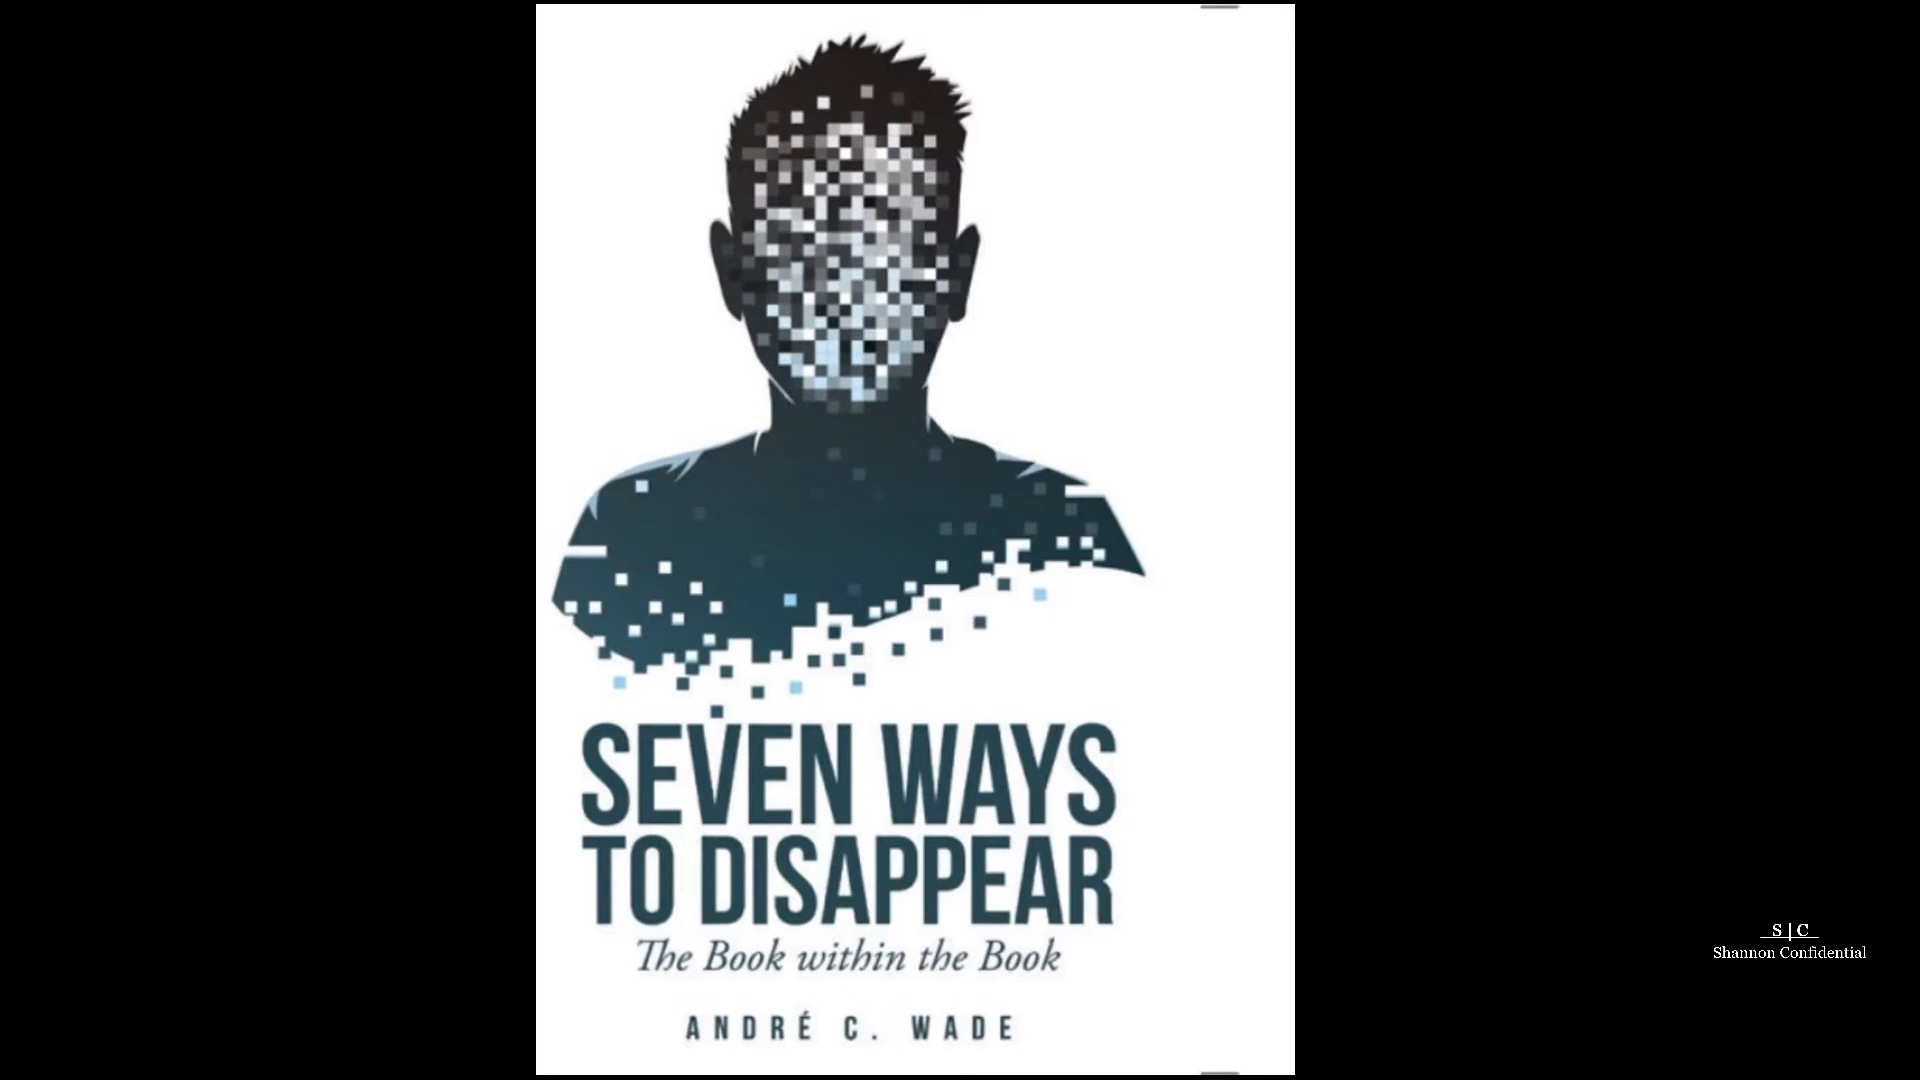 SEVEN WAYS
TO DISAPPEAR
The Book within the Book
ANDRÉ C. WADE
S|C
Shannon Confidential